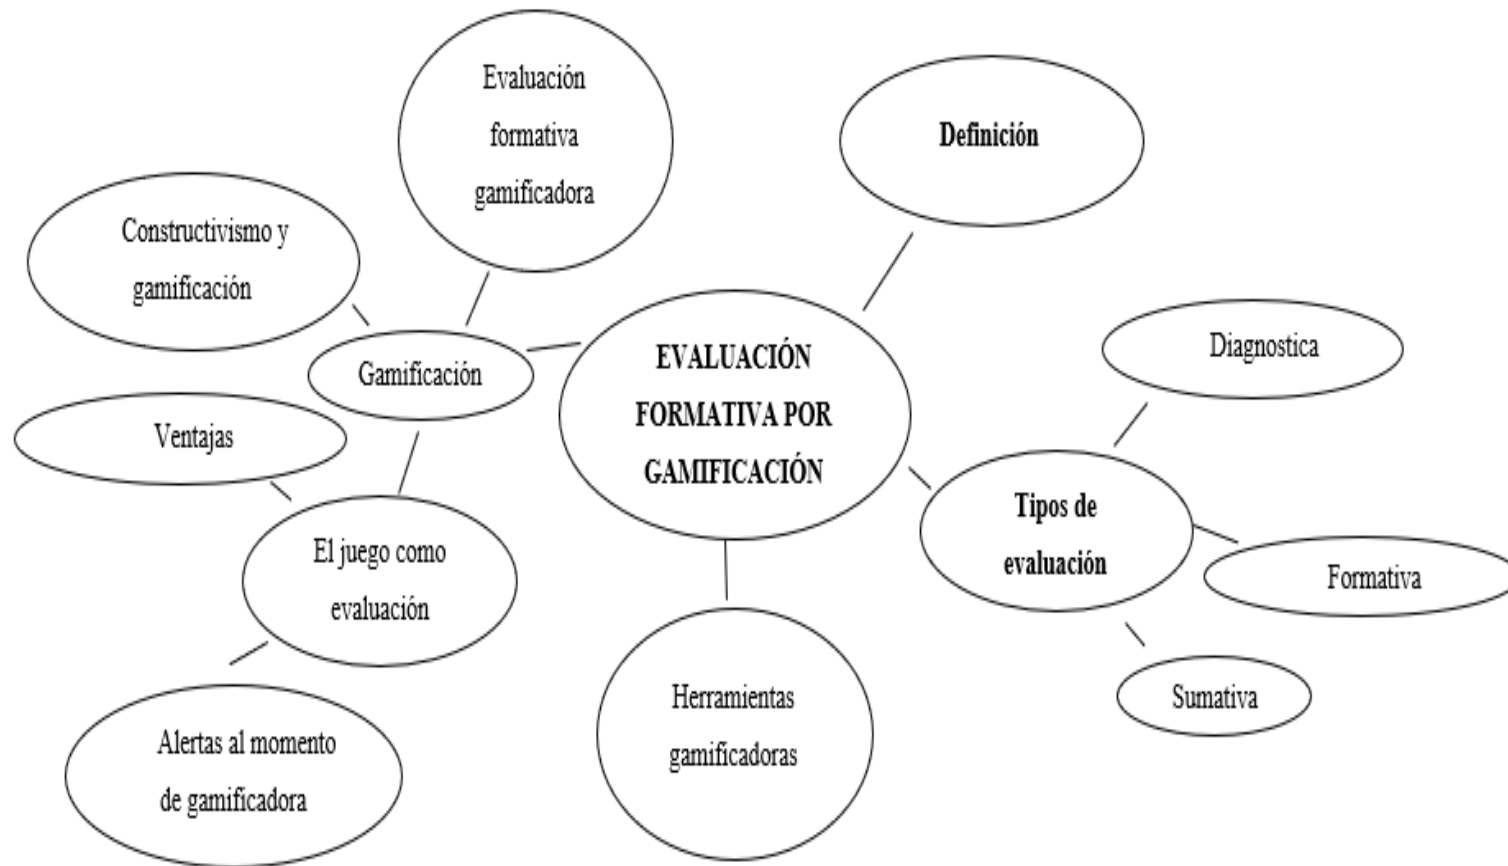 Evaluación
formativa
gamificadora
Definición
Constructivismo y
gamificación
Gamificación
EVALUACIÓN
FORMATIVA POR
GAMIFICACIÓN
Diagnostica
Ventajas
Tipos de
evaluación
El juego como
evaluación
Formativa
Sumativa
Herramientas
gamificadoras
Alertas al momento
de gamificadora